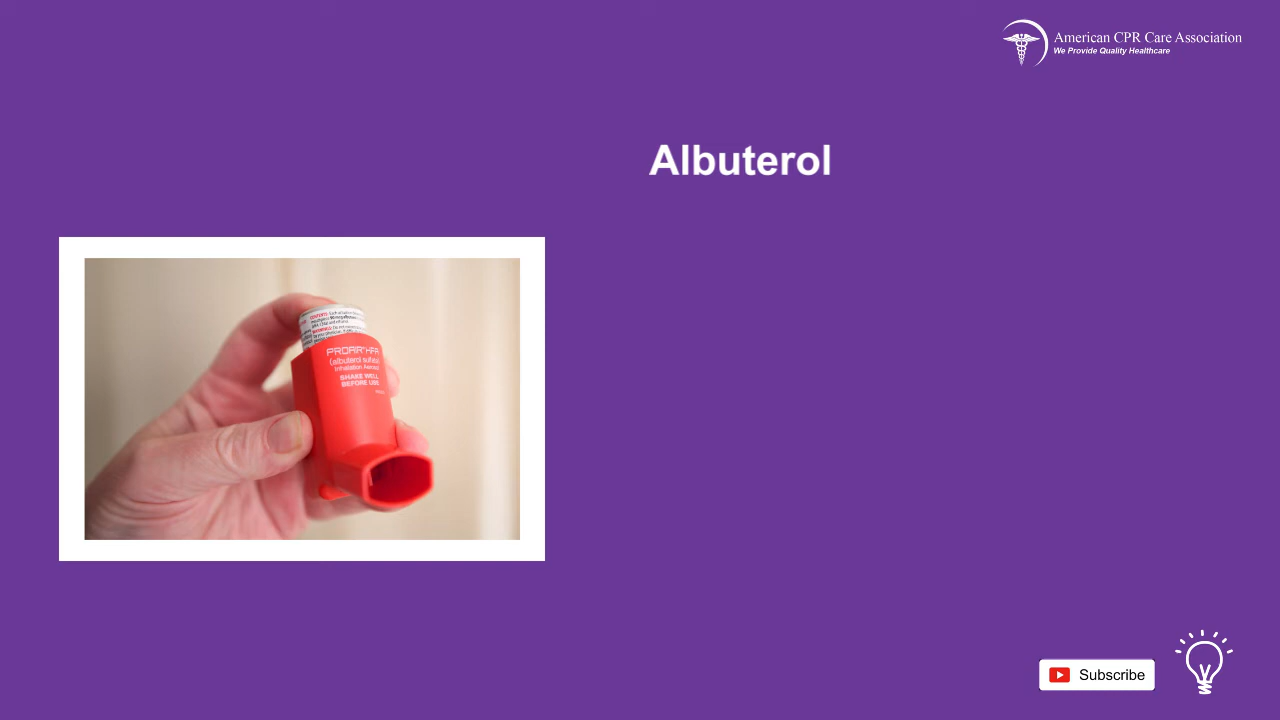 American CPR Care Association
We Provide Quality Healthcare
Albuterol
PROAIR HFA
(albuterol sulfate)
Inhalation Aerosol
SHAKE WELL
BEFORE USE
Subscribe